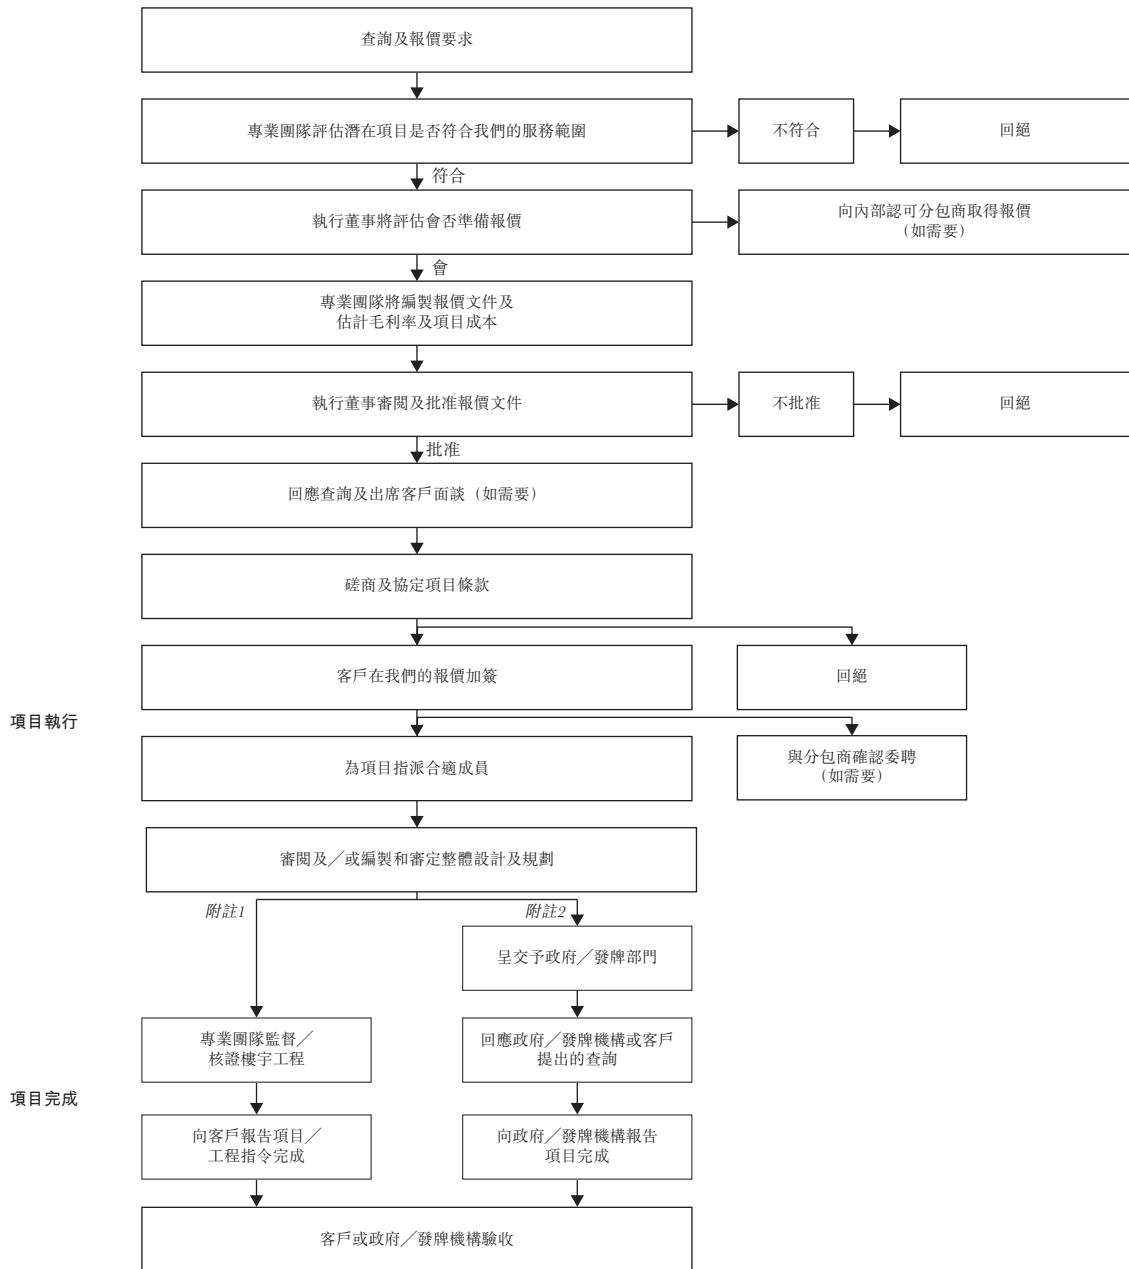 查詢及報價要求
專業團隊評估潛在項目是否符合我們的服務範圍
不符合
回絕
符合
執行董事將評估會否準備報價
向內部認可分包商取得報價
（如需要）
會
專業團隊將編製報價文件及
估計毛利率及項目成本
執行董事審閱及批准報價文件
不批准
回絕
批准
回應查詢及出席客戶面談（如需要）
磋商及協定項目條款
客戶在我們的報價加簽
回絕
項目執行
為項目指派合適成員
與分包商確認委聘
（如需要）
審閱及／或編製和審定整體設計及規劃
附註1
附註2
呈交予政府／發牌部門
專業團隊監督／
核證樓宇工程
回應政府／發牌機構或客戶
提出的查詢
項目完成
向客戶報告項目／
工程指令完成
向政府／發牌機構報告
項目完成
客戶或政府／發牌機構驗收